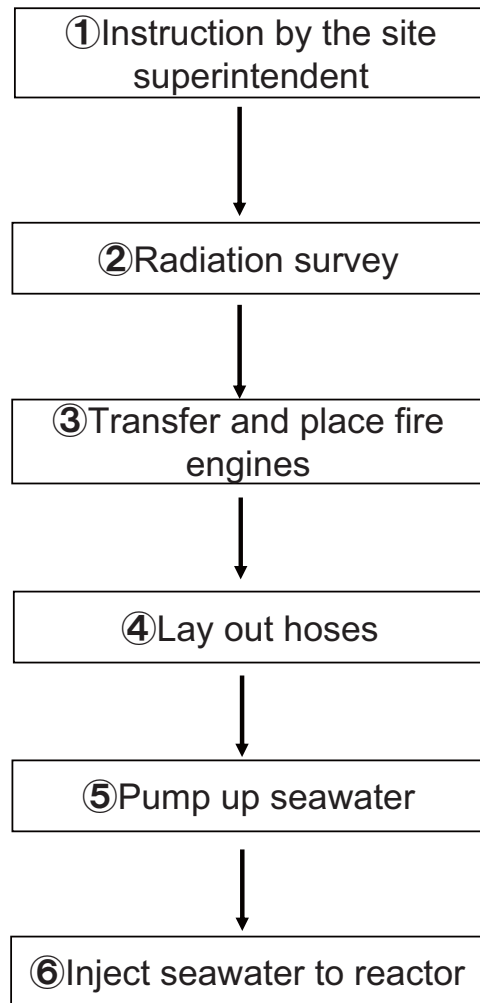 ①Instruction by the site
superintendent
②Radiation survey
③Transfer and place fire
engines
④Lay out hoses
⑤Pump up seawater
⑥Inject seawater to reactor